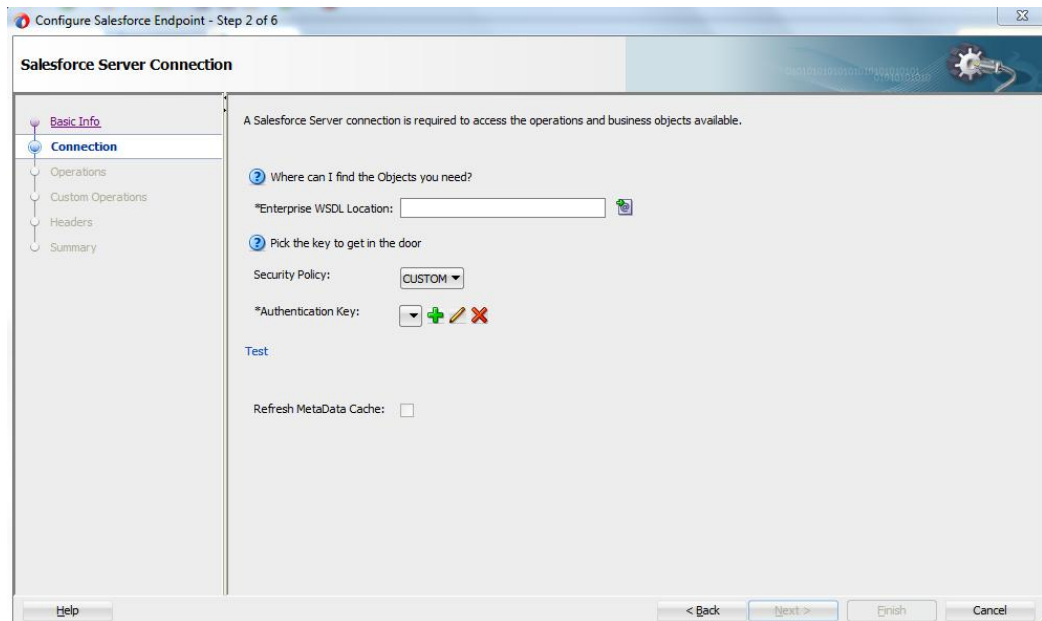 Configure Salesforce Endpoint - Step 2 of 6
Salesforce Server Connection
Basic Info
Connection
Operations
Custom Operations
Headers
Summary
A Salesforce Server connection is required to access the operations and business objects available.
Where can I find the Objects you need?
*Enterprise WSDL Location:
Pick the key to get in the door
Security Policy: CUSTOM
*Authentication Key:
Test
Refresh MetaData Cache:
Help < Back Next > Finish Cancel